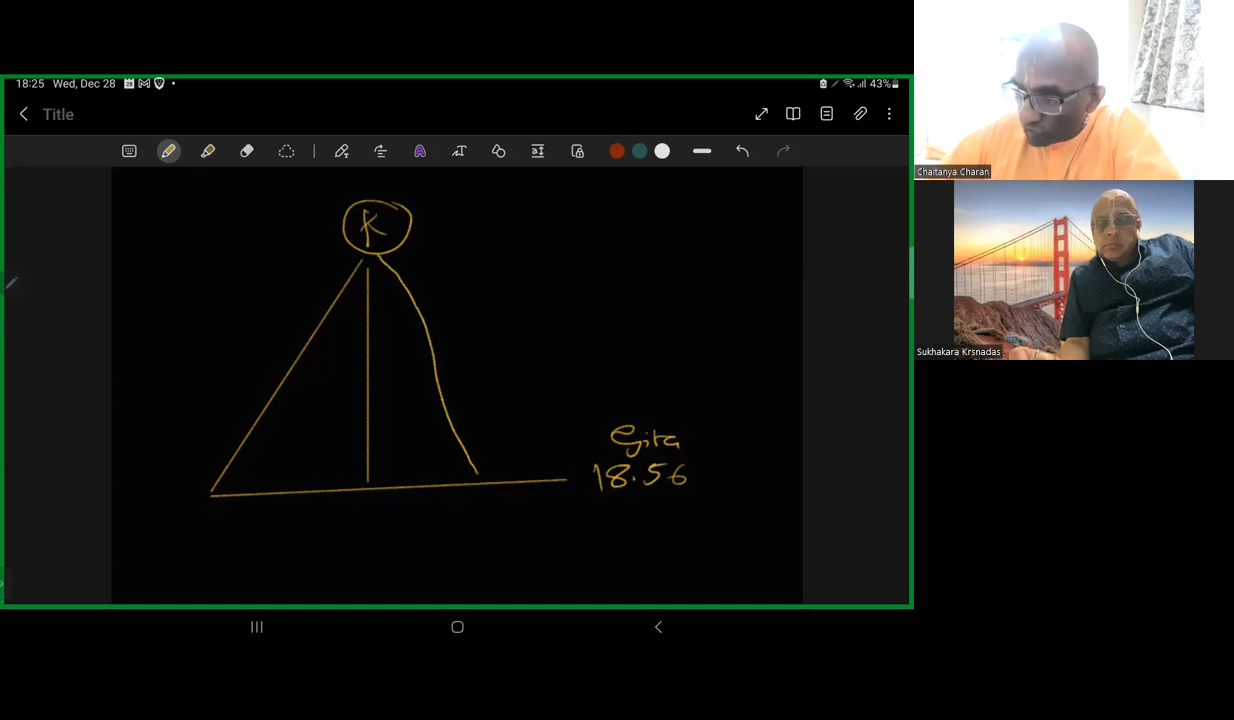 18:25 Wed, Dec 28
43%
Title
K
Gita
18.56
Chaitanya Charan
Sukhakara Krsnadas